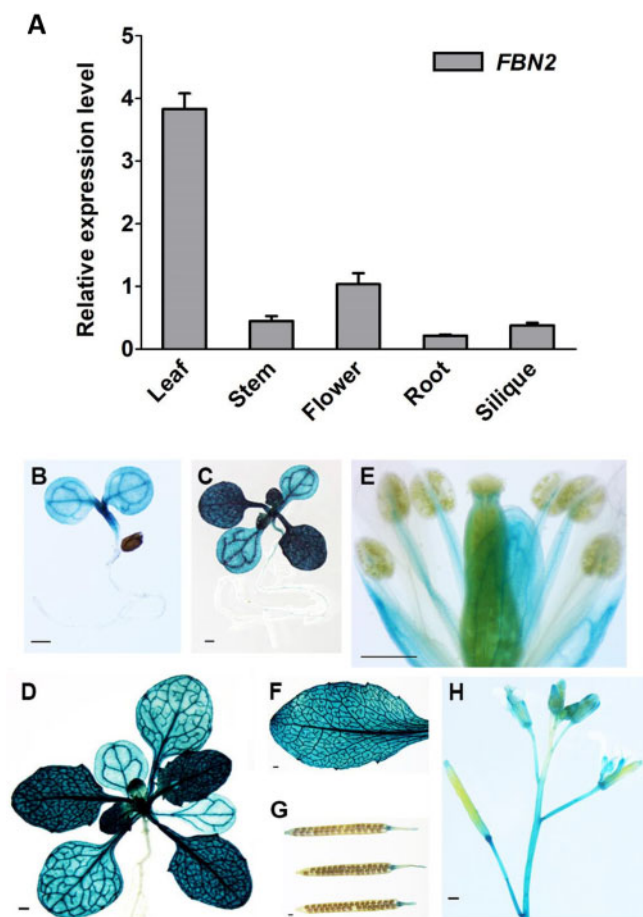 A
Relative expression level
5
4
3
2
1
0
FBN2
Leaf
Stem
Flower
Root
Silique
B
C
E
D
F
H
G